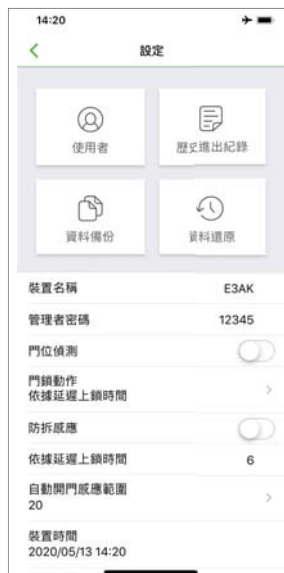 14:20
設定
使用者
歷史進出紀錄
資料備份
資料還原
裝置名稱 E3AK
管理者密碼 12345
門位偵測
門鎖動作
依據延遲上鎖時間
防拆感應
依據延遲上鎖時間 6
自動開門感應範圍
20
裝置時間
2020/05/13 14:20